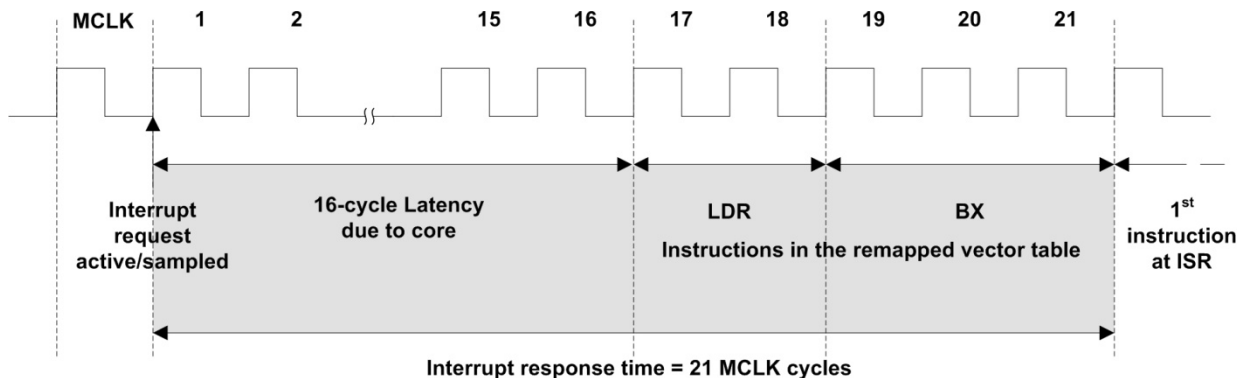 MCLK 1 2 15 16 17 18 19 20 21
Interrupt
request
active/sampled
16-cycle Latency
due to core
LDR
BX
Instructions in the remapped vector table
1st
instruction
at ISR
Interrupt response time = 21 MCLK cycles